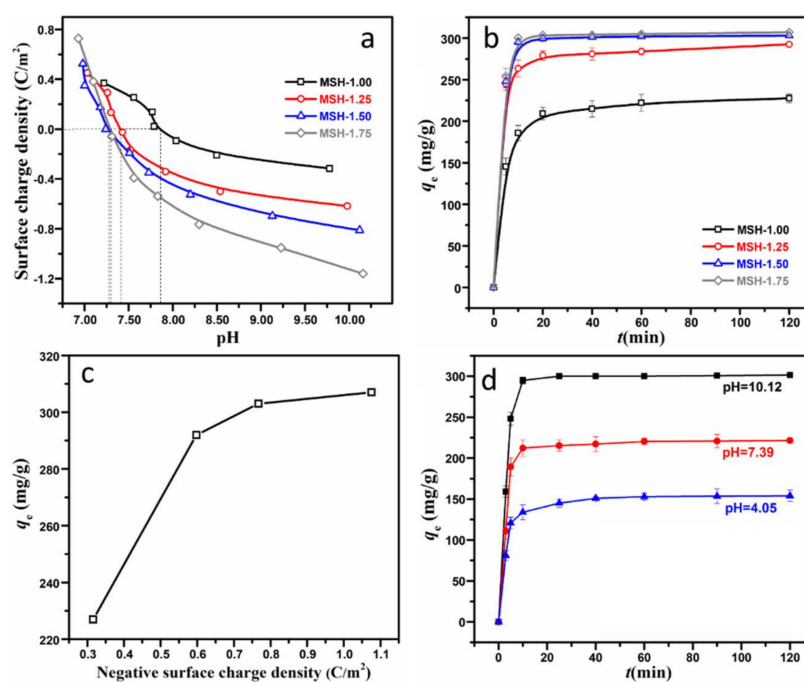 a
Surface charge density (C/m²)
0.8
0.4
0.0
-0.4
-0.8
-1.2
MSH-1.00
MSH-1.25
MSH-1.50
MSH-1.75
7.00 7.50 8.00 8.50 9.00 9.50 10.00
pH
b
qe (mg/g)
300
250
200
150
100
50
0
MSH-1.00
MSH-1.25
MSH-1.50
MSH-1.75
0 20 40 60 80 100 120
t(min)
c
qe (mg/g)
320
300
280
260
240
220
0.3 0.4 0.5 0.6 0.7 0.8 0.9 1.0 1.1
Negative surface charge density (C/m²)
d
qe (mg/g)
300
250
200
150
100
50
0
pH=10.12
pH=7.39
pH=4.05
0 20 40 60 80 100 120
t(min)